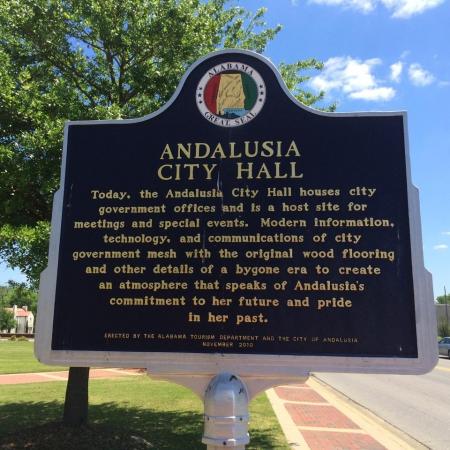 ALABAMA
GREAT SEAL
ANDALUSIA
CITY HALL
Today, the Andalusia City Hall houses city
government offices and is a host site for
meetings and special events. Modern information,
technology, and communications of city
government mesh with the original wood flooring
and other details of a bygone era to create
an atmosphere that speaks of Andalusia's
commitment to her future and pride
in her past.
ERECTED BY THE ALABAMA TOURISM DEPARTMENT AND THE CITY OF ANDALUSIA
NOVEMBER 2010